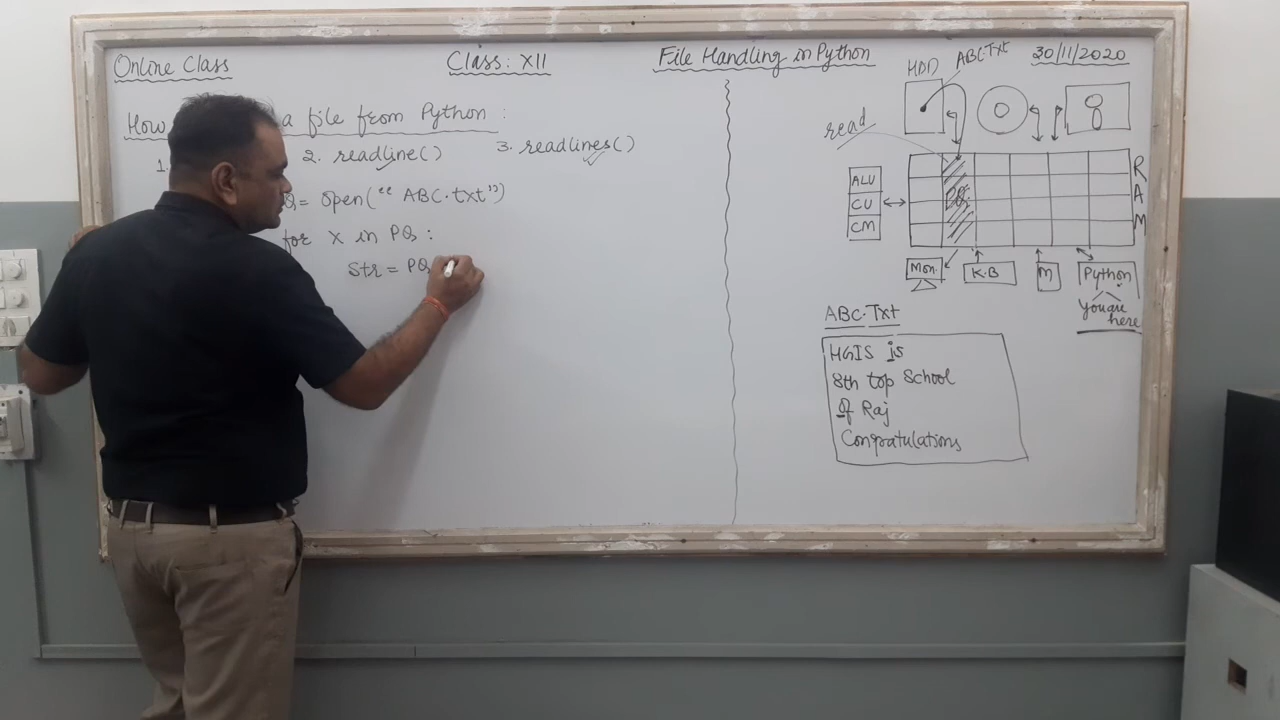 Online Class
Class: XII
File Handling in Python
30/11/2020
How
a file from Python :
1.
2. readline()
3. readlines()
= open("ABC.txt")
for X in PQ :
Str = PQ
HDD
ABC.Txt
read
ALU
CU
CM
PQ
R
A
M
Mon.
K.B
M
Python
You are
here
ABC.Txt
HGIS is
8th top School
Of Raj
Congratulations